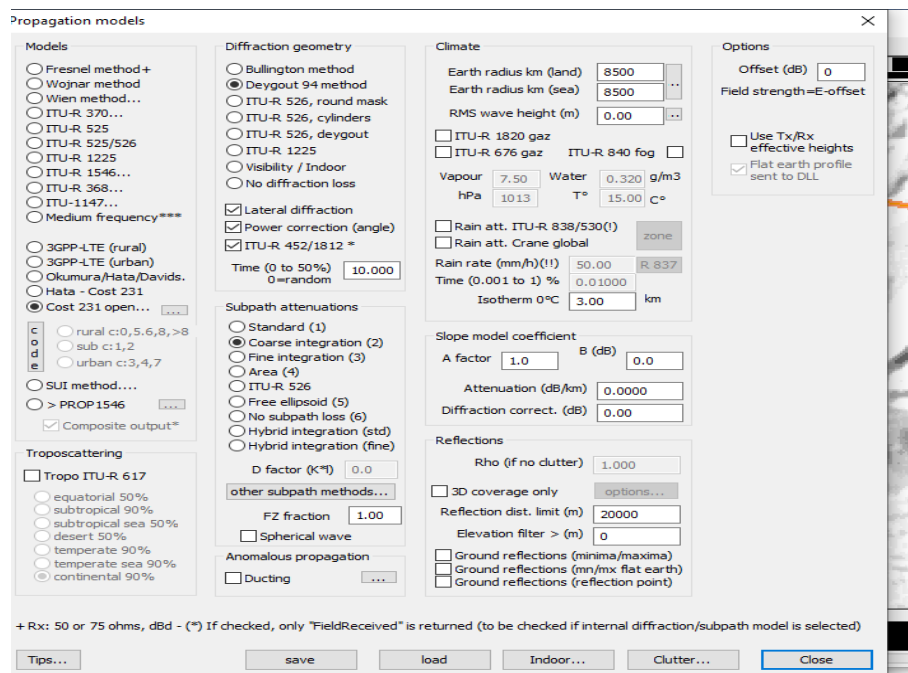 Propagation models
Models
Fresnel method+
Wojnar method
Wien method...
ITU-R 370...
ITU-R 525
ITU-R 525/526
ITU-R 1225
ITU-R 1546...
ITU-R 368...
ITU-1147...
Medium frequency***
3GPP-LTE (rural)
3GPP-LTE (urban)
Okumura/Hata/Davids.
Hata - Cost 231
Cost 231 open... ...
code
rural c:0,5.6,8,>8
sub c:1,2
urban c:3,4,7
SUI method....
> PROP1546 ...
Composite output*
Troposcattering
Tropo ITU-R 617
equatorial 50%
subtropical 90%
subtropical sea 50%
desert 50%
temperate 90%
temperate sea 90%
continental 90%
Diffraction geometry
Bullington method
Deygout 94 method
ITU-R 526, round mask
ITU-R 526, cylinders
ITU-R 526, deygout
ITU-R 1225
Visibility / Indoor
No diffraction loss
Lateral diffraction
Power correction (angle)
ITU-R 452/1812 *
Time (0 to 50%) 10.000
0=random
Subpath attenuations
Standard (1)
Coarse integration (2)
Fine integration (3)
Area (4)
ITU-R 526
Free ellipsoid (5)
No subpath loss (6)
Hybrid integration (std)
Hybrid integration (fine)
D factor (K*l) 0.0
other subpath methods...
FZ fraction 1.00
Spherical wave
Anomalous propagation
Ducting ...
Climate
Earth radius km (land) 8500 ..
Earth radius km (sea) 8500
RMS wave height (m) 0.00 ..
ITU-R 1820 gaz
ITU-R 676 gaz ITU-R 840 fog
Vapour 7.50 Water 0.320 g/m3
hPa 1013 T° 15.00 C°
Rain att. ITU-R 838/530(!)
Rain att. Crane global zone
Rain rate (mm/h)(!!) 50.00 R 837
Time (0.001 to 1) % 0.01000
Isotherm 0°C 3.00 km
Slope model coefficient
A factor 1.0 B (dB) 0.0
Attenuation (dB/km) 0.0000
Diffraction correct. (dB) 0.00
Reflections
Rho (if no clutter) 1.000
3D coverage only options...
Reflection dist. limit (m) 20000
Elevation filter > (m) 0
Ground reflections (minima/maxima)
Ground reflections (mn/mx flat earth)
Ground reflections (reflection point)
Options
Offset (dB) 0
Field strength=E-offset
Use Tx/Rx
effective heights
Flat earth profile
sent to DLL
+ Rx: 50 or 75 ohms, dBd - (*) If checked, only "FieldReceived" is returned (to be checked if internal diffraction/subpath model is selected)
Tips... save load Indoor... Clutter... Close